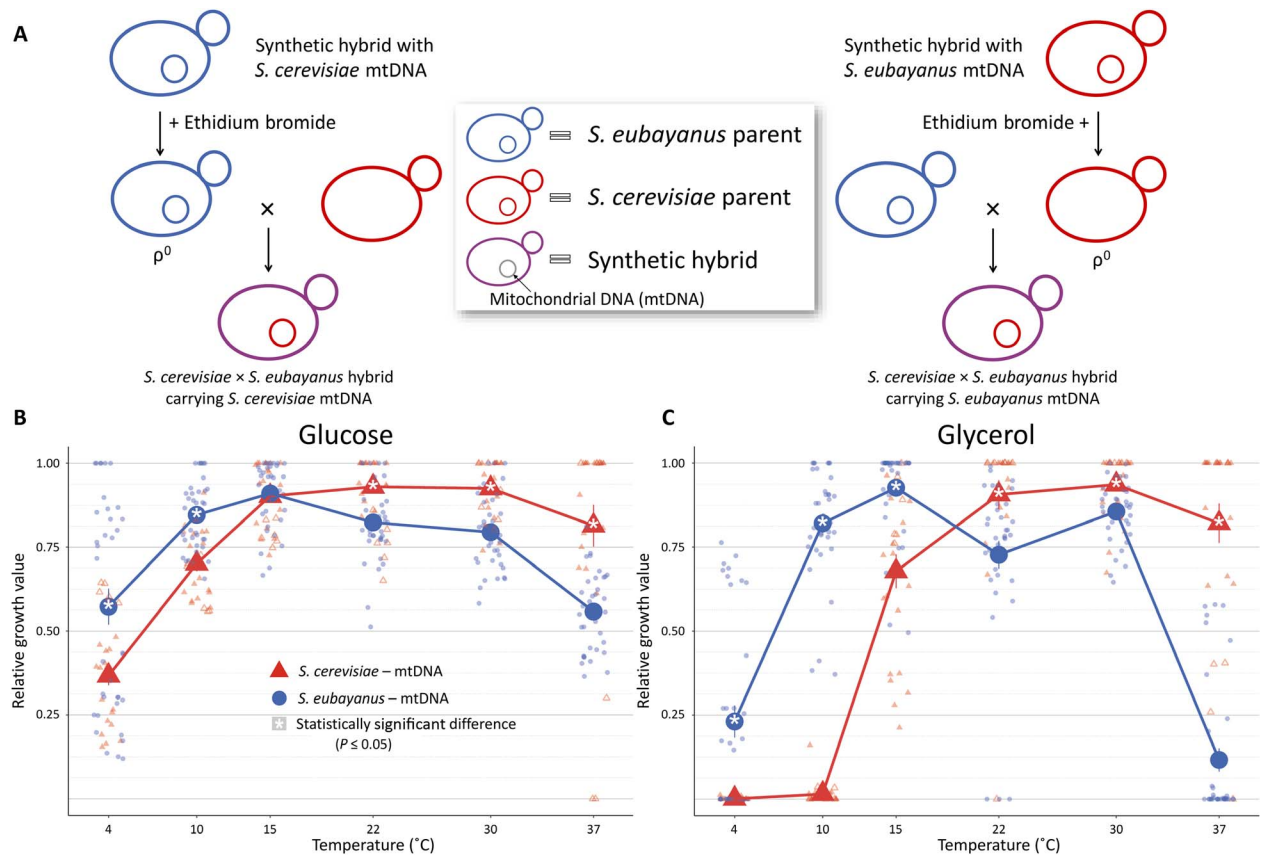 A
Synthetic hybrid with
S. cerevisiae mtDNA
+ Ethidium bromide
ρ⁰
×
S. cerevisiae × S. eubayanus hybrid
carrying S. cerevisiae mtDNA
= S. eubayanus parent
= S. cerevisiae parent
= Synthetic hybrid
Mitochondrial DNA (mtDNA)
Synthetic hybrid with
S. eubayanus mtDNA
Ethidium bromide +
×
ρ⁰
S. cerevisiae × S. eubayanus hybrid
carrying S. eubayanus mtDNA
B
Glucose
Relative growth value
1.00
0.75
0.50
0.25
S. cerevisiae – mtDNA
S. eubayanus – mtDNA
* Statistically significant difference
(P ≤ 0.05)
4 10 15 22 30 37
Temperature (˚C)
C
Glycerol
Relative growth value
1.00
0.75
0.50
0.25
4 10 15 22 30 37
Temperature (˚C)